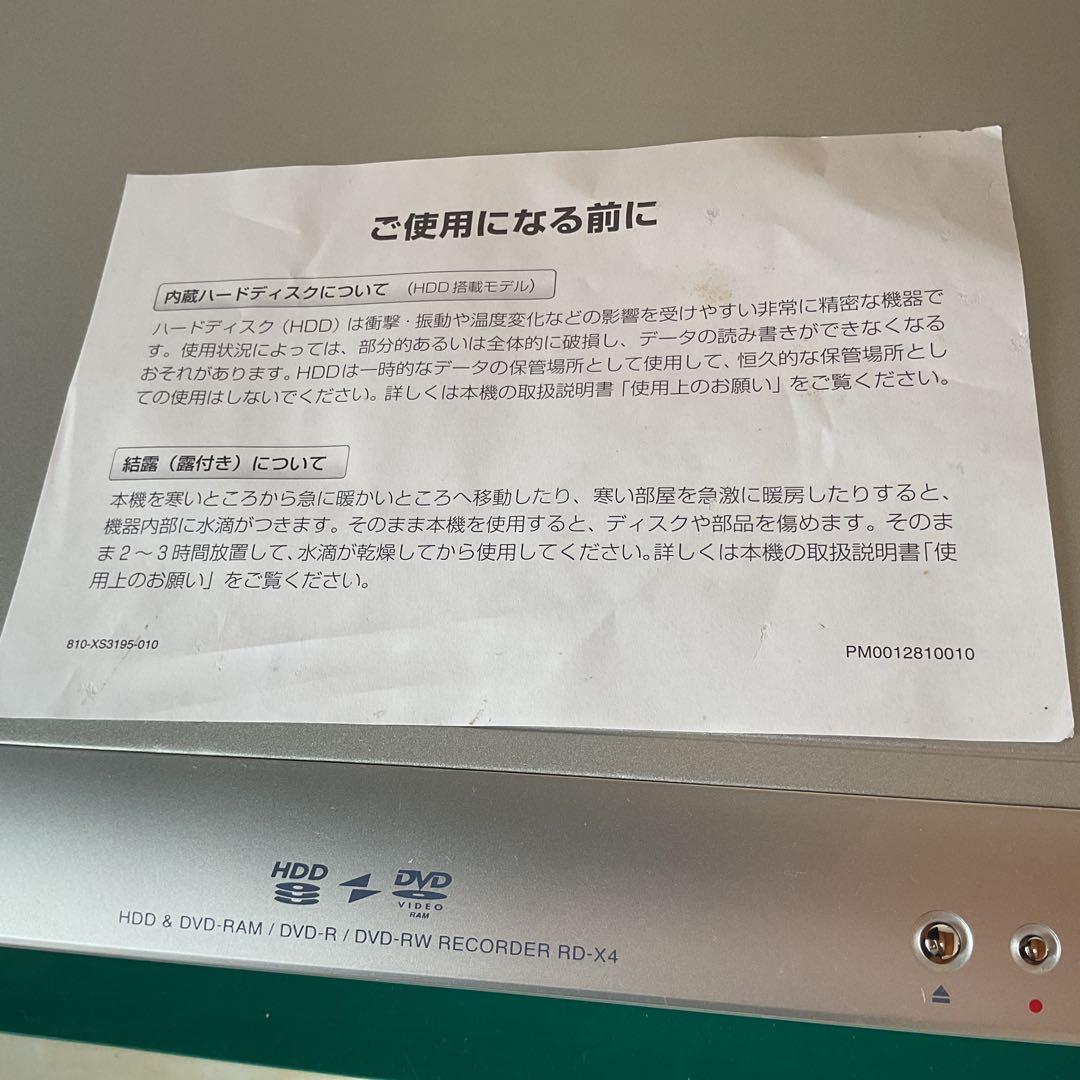 ご使用になる前に
内蔵ハードディスクについて (HDD搭載モデル)
ハードディスク(HDD)は衝撃・振動や温度変化などの影響を受けやすい非常に精密な機器で
す。使用状況によっては、部分的あるいは全体的に破損し、データの読み書きができなくなる
おそれがあります。HDDは一時的なデータの保管場所として使用して、恒久的な保管場所とし
ての使用はしないでください。詳しくは本機の取扱説明書「使用上のお願い」をご覧ください。
結露(露付き)について
本機を寒いところから急に暖かいところへ移動したり、寒い部屋を急激に暖房したりすると、
機器内部に水滴がつきます。そのまま本機を使用すると、ディスクや部品を傷めます。そのま
ま2～3時間放置して、水滴が乾燥してから使用してください。詳しくは本機の取扱説明書「使
用上のお願い」をご覧ください。
810-XS3195-010
PM0012810010
HDD DVD
VIDEO
RAM
HDD & DVD-RAM / DVD-R / DVD-RW RECORDER RD-X4